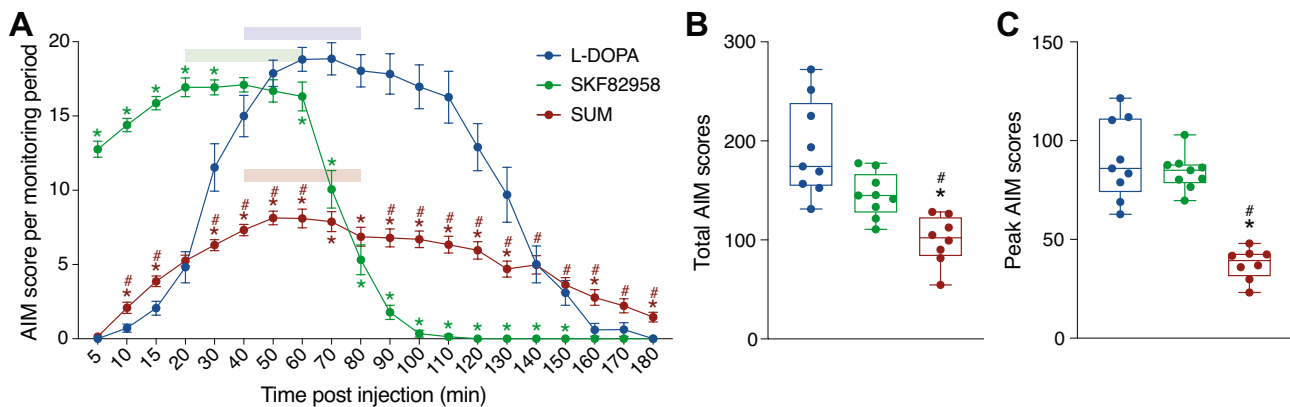 A
AIM score per monitoring period
20
15
10
5
0
5 10 15 20 30 40 50 60 70 80 90 100 110 120 130 140 150 160 170 180
Time post injection (min)
L-DOPA
SKF82958
SUM
* * * * * * * * * * * * * * *
# # # # # # # # # # # # # # # #
* * * * * * * * * * * * * * *
B
Total AIM scores
300
200
100
0
#
*
C
Peak AIM scores
150
100
50
0
#
*